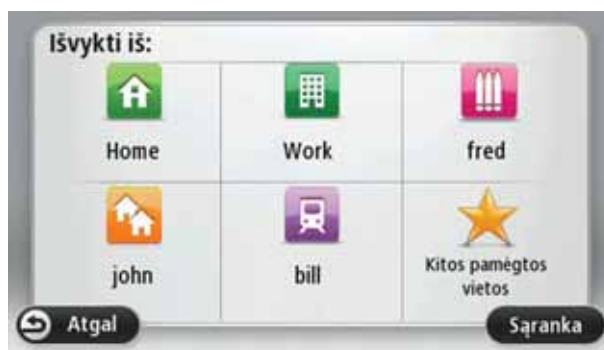 Išvykti iš:
Home
Work
fred
john
bill
Kitos pamėgtos
vietos
Atgal
Sąranka